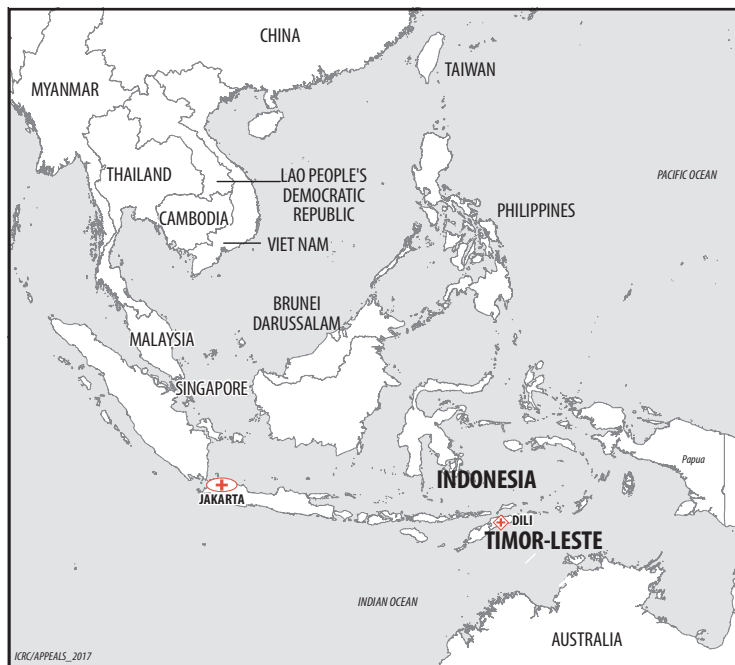 CHINA
TAIWAN
MYANMAR
THAILAND
LAO PEOPLE'S
DEMOCRATIC
REPUBLIC
PACIFIC OCEAN
CAMBODIA
PHILIPPINES
VIET NAM
BRUNEI
DARUSSALAM
MALAYSIA
SINGAPORE
Papua
INDONESIA
JAKARTA
DILI
TIMOR-LESTE
INDIAN OCEAN
AUSTRALIA
ICRC/APPEALS_2017